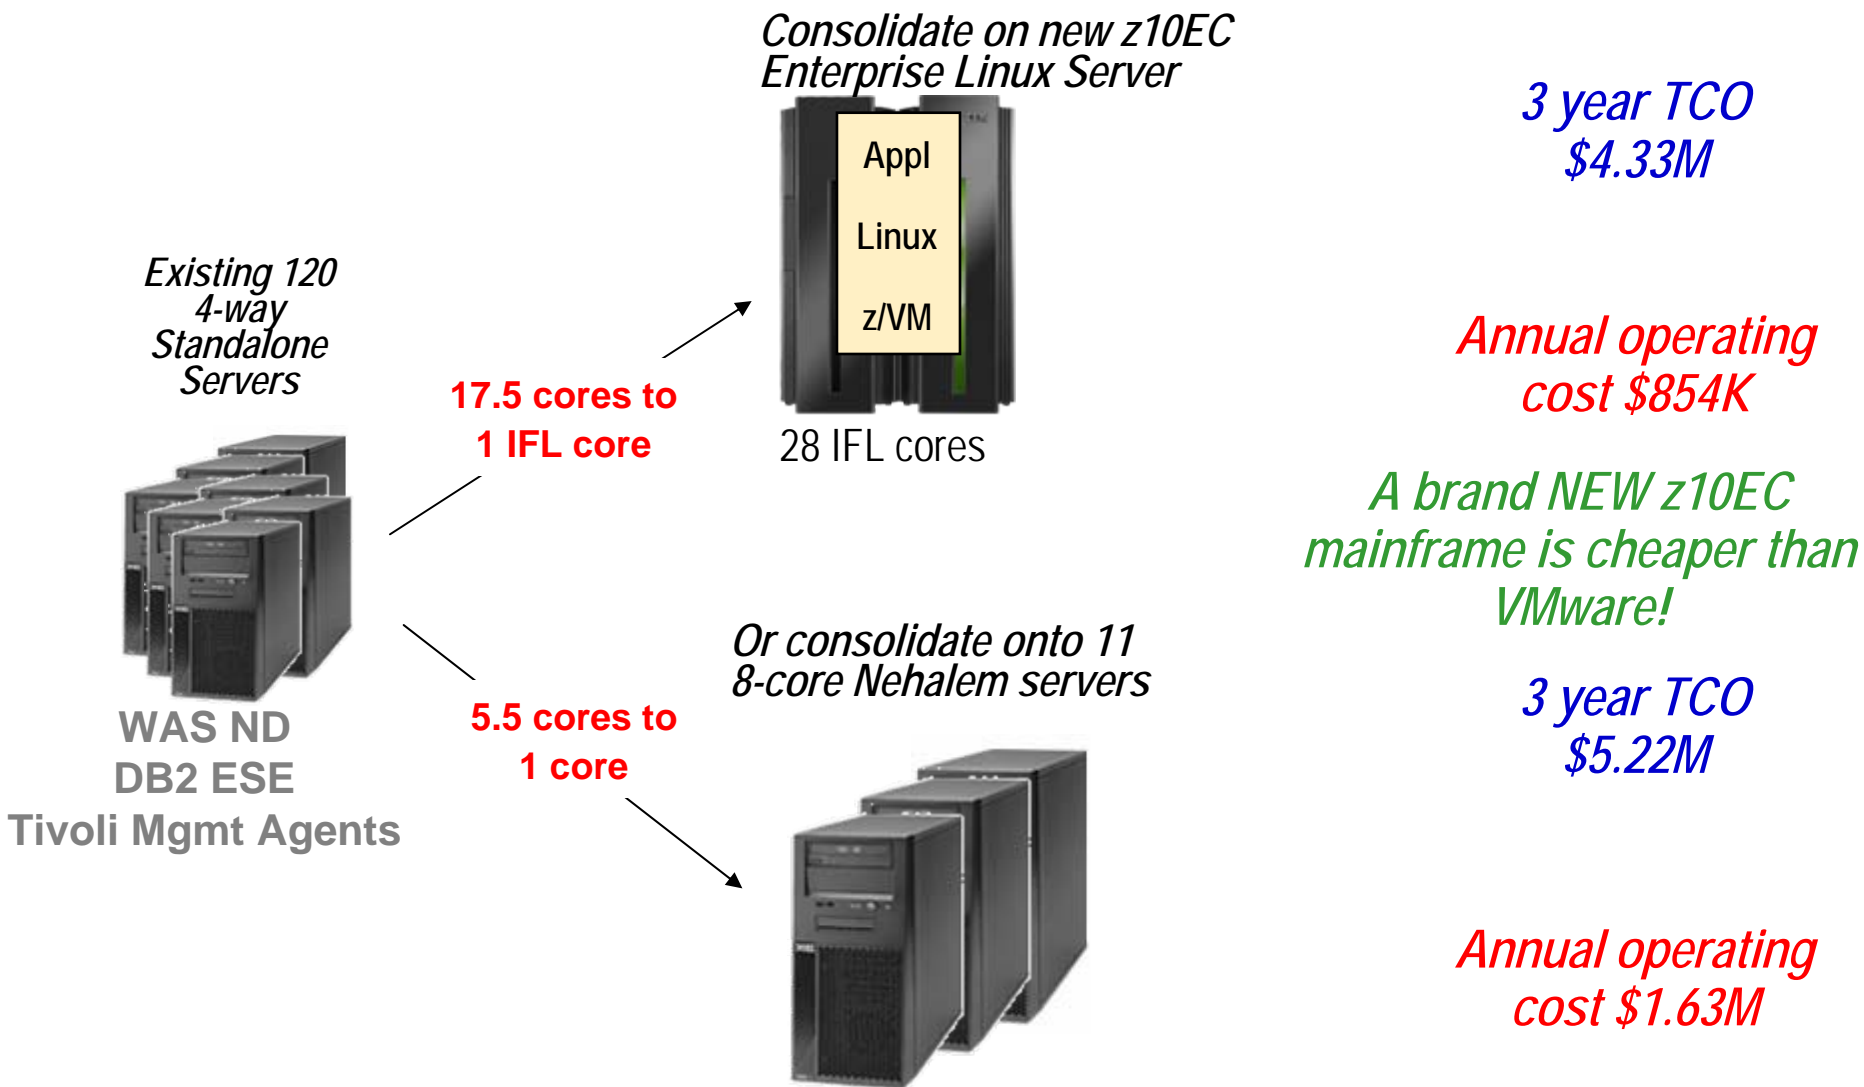 Consolidate on new z10EC
Enterprise Linux Server
Appl
Linux
z/VM
28 IFL cores
3 year TCO
$4.33M
Annual operating
cost $854K
Existing 120
4-way
Standalone
Servers
17.5 cores to
1 IFL core
WAS ND
DB2 ESE
Tivoli Mgmt Agents
5.5 cores to
1 core
A brand NEW z10EC
mainframe is cheaper than
VMware!
Or consolidate onto 11
8-core Nehalem servers
3 year TCO
$5.22M
Annual operating
cost $1.63M